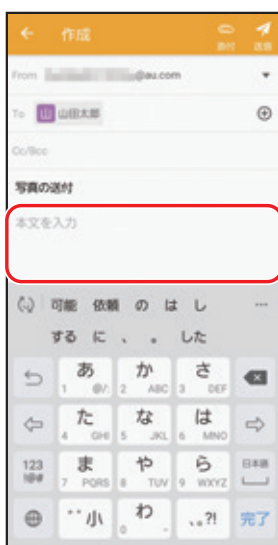 作成
添付 送信
From @au.com
To 山 山田太郎
Cc/Bcc
写真の送付
本文を入力
可能 依頼 の は し …
する に 、 。 した
あ か さ
1 @/: 2 ABC 3 DEF
た な は
4 GHI 5 JKL 6 MNO
123 ま や ら 日本語
!@# 7 PQRS 8 TUV 9 WXYZ
小 わ 、。?! 完了
0